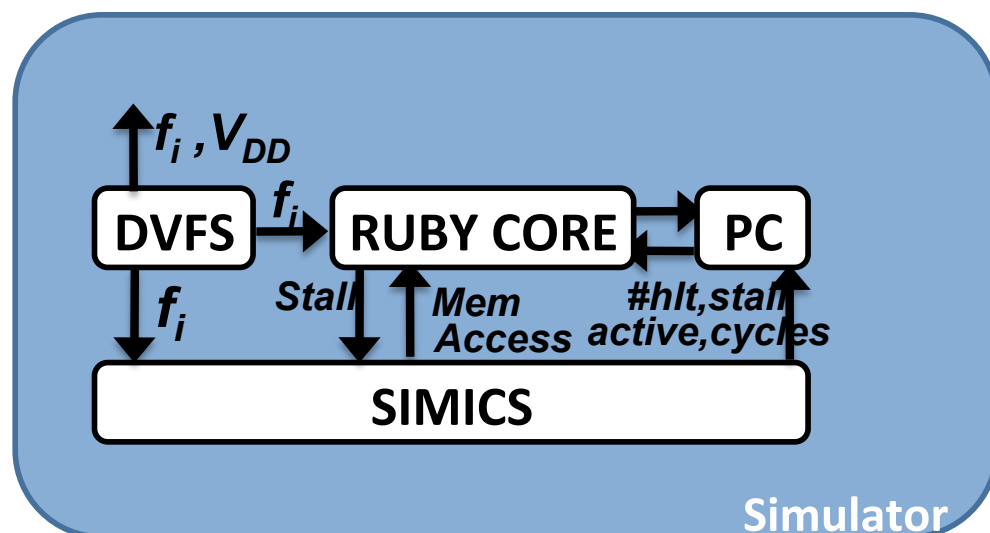 f_i ,V_DD
f_i
DVFS
RUBY CORE
PC
f_i
Stall
Mem
Access
#hlt,stall
active,cycles
SIMICS
Simulator